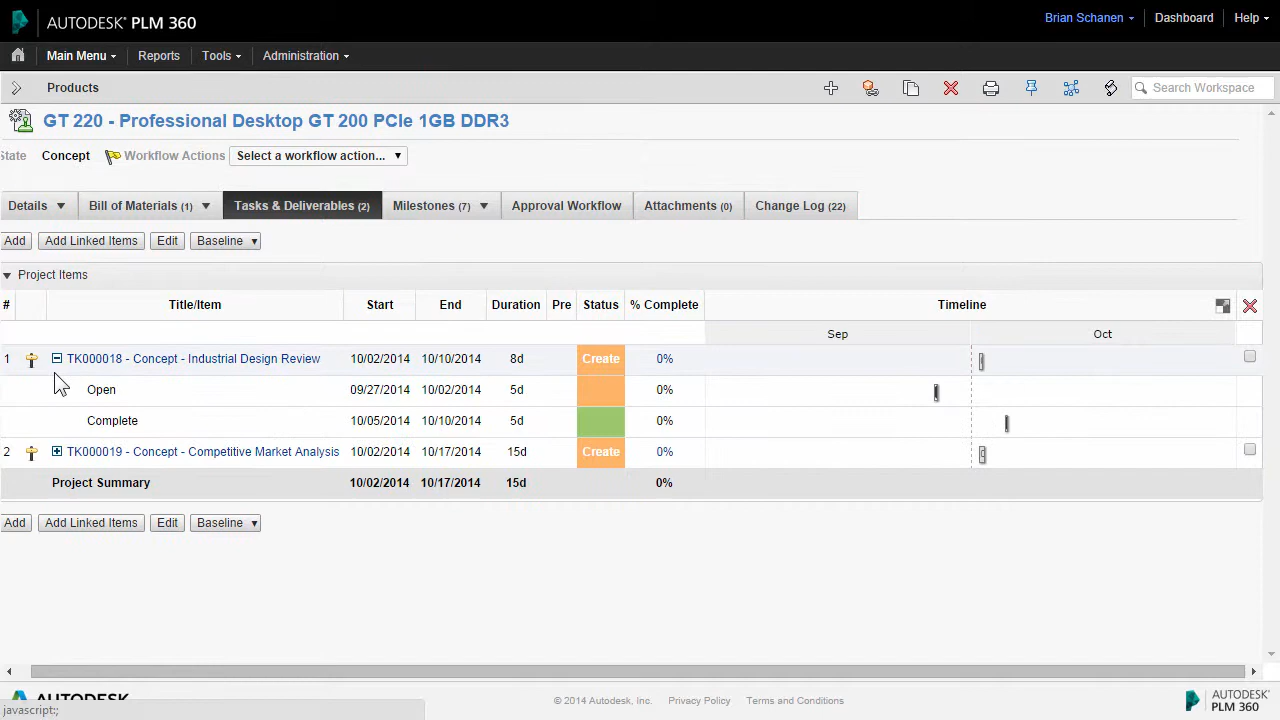 AUTODESK® PLM 360
Brian Schanen Dashboard Help
Main Menu Reports Tools Administration
Products Search Workspace
GT 220 - Professional Desktop GT 200 PCIe 1GB DDR3
State Concept Workflow Actions Select a workflow action...
Details Bill of Materials (1) Tasks & Deliverables (2) Milestones (7) Approval Workflow Attachments (0) Change Log (22)
Add Add Linked Items Edit Baseline
Project Items
# Title/Item Start End Duration Pre Status % Complete Timeline
Sep Oct
1 TK000018 - Concept - Industrial Design Review 10/02/2014 10/10/2014 8d Create 0%
Open 09/27/2014 10/02/2014 5d 0%
Complete 10/05/2014 10/10/2014 5d 0%
2 TK000019 - Concept - Competitive Market Analysis 10/02/2014 10/17/2014 15d Create 0%
Project Summary 10/02/2014 10/17/2014 15d 0%
Add Add Linked Items Edit Baseline
AUTODESK © 2014 Autodesk, Inc. Privacy Policy Terms and Conditions AUTODESK® PLM 360
javascript:;